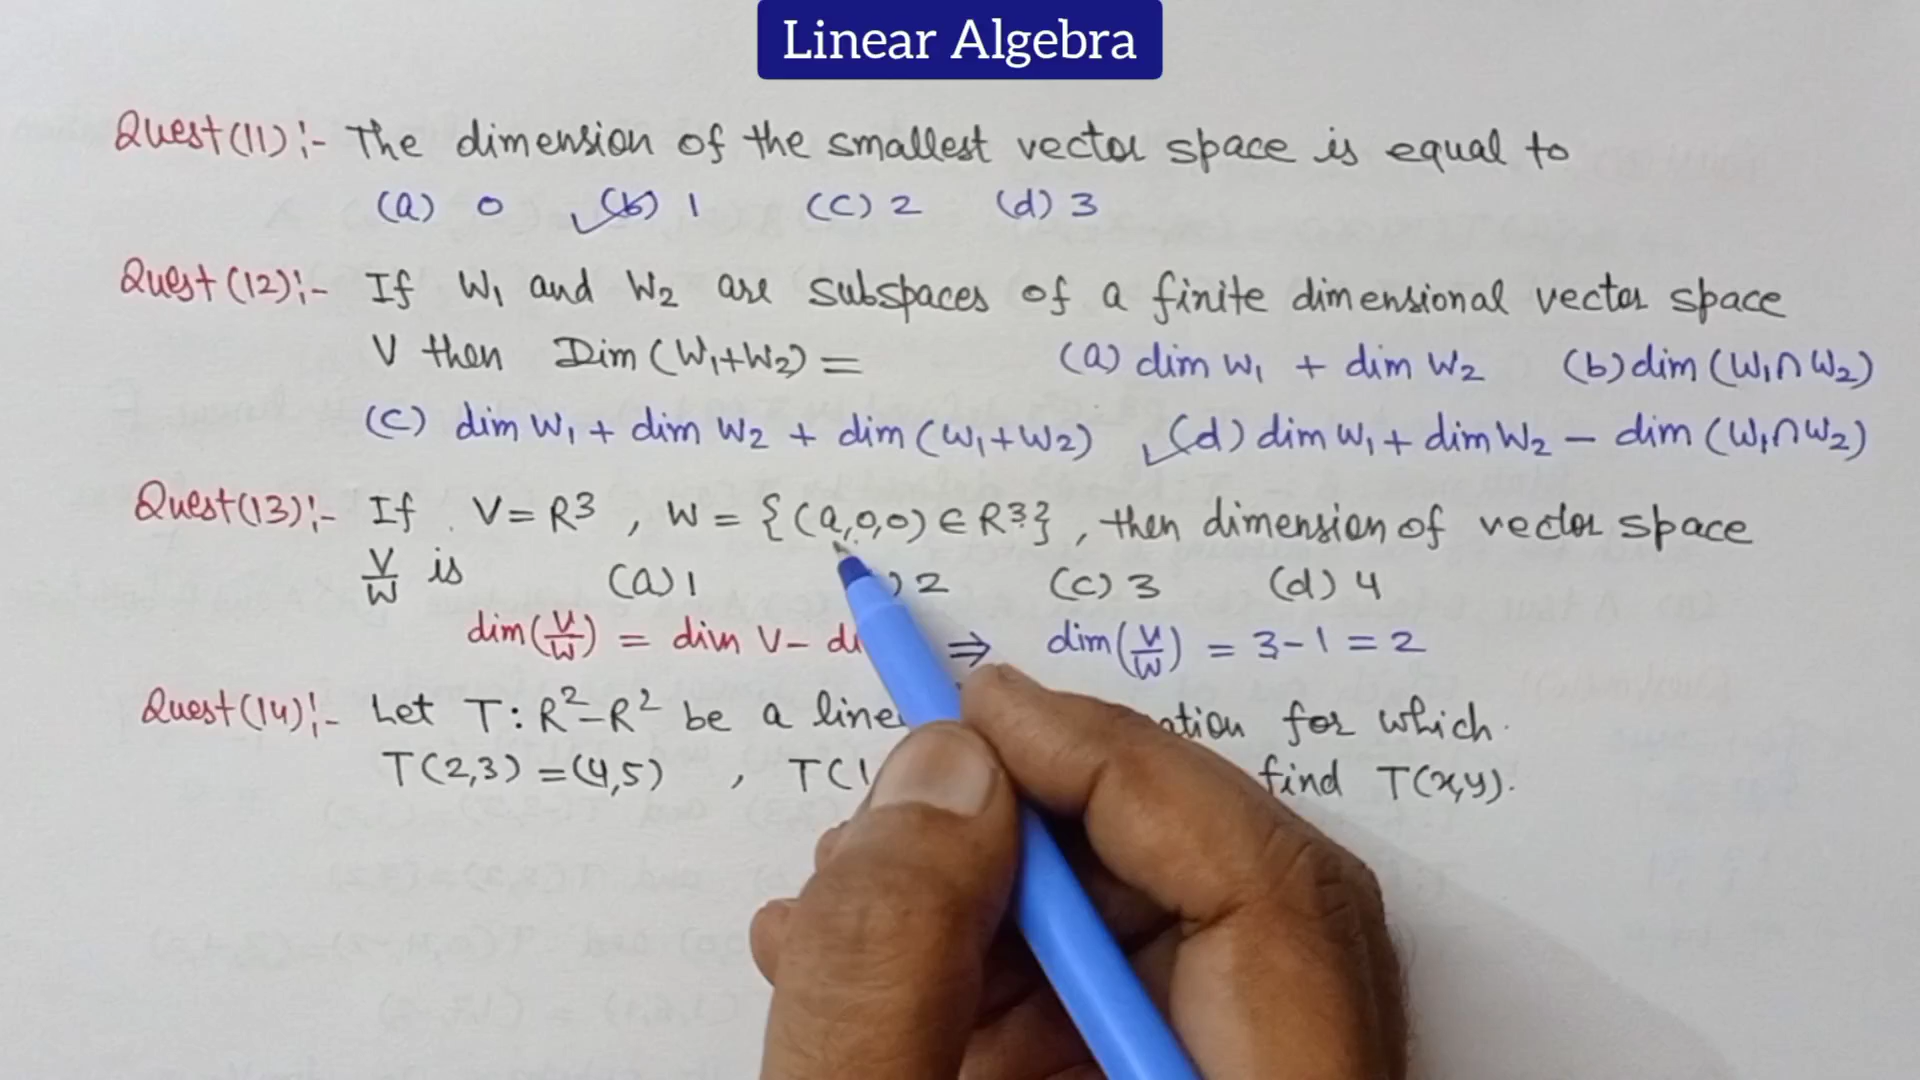 Linear Algebra
Quest(11):- The dimension of the smallest vector space is equal to
(a) 0 (b) 1 (c) 2 (d) 3
Quest(12):- If W₁ and W₂ are subspaces of a finite dimensional vector space
V then Dim(W₁+W₂) = (a) dim W₁ + dim W₂ (b) dim (W₁∩W₂)
(c) dim W₁ + dim W₂ + dim (W₁+W₂) (d) dim W₁ + dim W₂ – dim (W₁∩W₂)
Quest(13):- If V=R³, W = {(a,0,0) ∈ R³}, then dimension of vector space
V/W is (a) 1 ) 2 (c) 3 (d) 4
dim(V/W) = dim V – di ⇒ dim(V/W) = 3-1 = 2
Quest(14):- Let T: R²–R² be a line ation for which.
T(2,3) = (4,5) , T(1 find T(x,y).